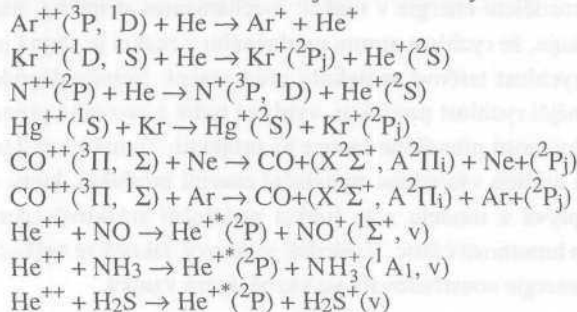 Ar⁺⁺(³P, ¹D) + He → Ar⁺ + He⁺
Kr⁺⁺(¹D, ¹S) + He → Kr⁺(²Pj) + He⁺(²S)
N⁺⁺(²P) + He → N⁺(³P, ¹D) + He⁺(²S)
Hg⁺⁺(¹S) + Kr → Hg⁺(²S) + Kr⁺(²Pj)
CO⁺⁺(³Π, ¹Σ) + Ne → CO+(X²Σ⁺, A²Πi) + Ne+(²Pj)
CO⁺⁺(³Π, ¹Σ) + Ar → CO+(X²Σ⁺, A²Πi) + Ar+(²Pj)
He⁺⁺ + NO → He⁺*(²P) + NO⁺(¹Σ⁺, v)
He⁺⁺ + NH₃ → He⁺*(²P) + NH₃⁺( A₁, v)
He⁺⁺ + H₂S → He⁺*(²P) + H₂S⁺(v)